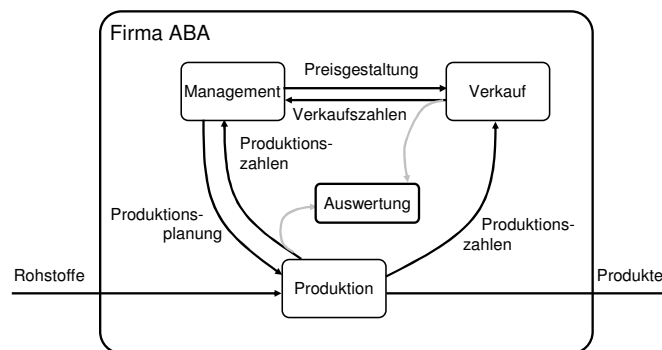 Firma ABA
Preisgestaltung
Management
Verkauf
Verkaufszahlen
Produktions-
zahlen
Auswertung
Produktions-
planung
Produktions-
zahlen
Rohstoffe
Produktion
Produkte